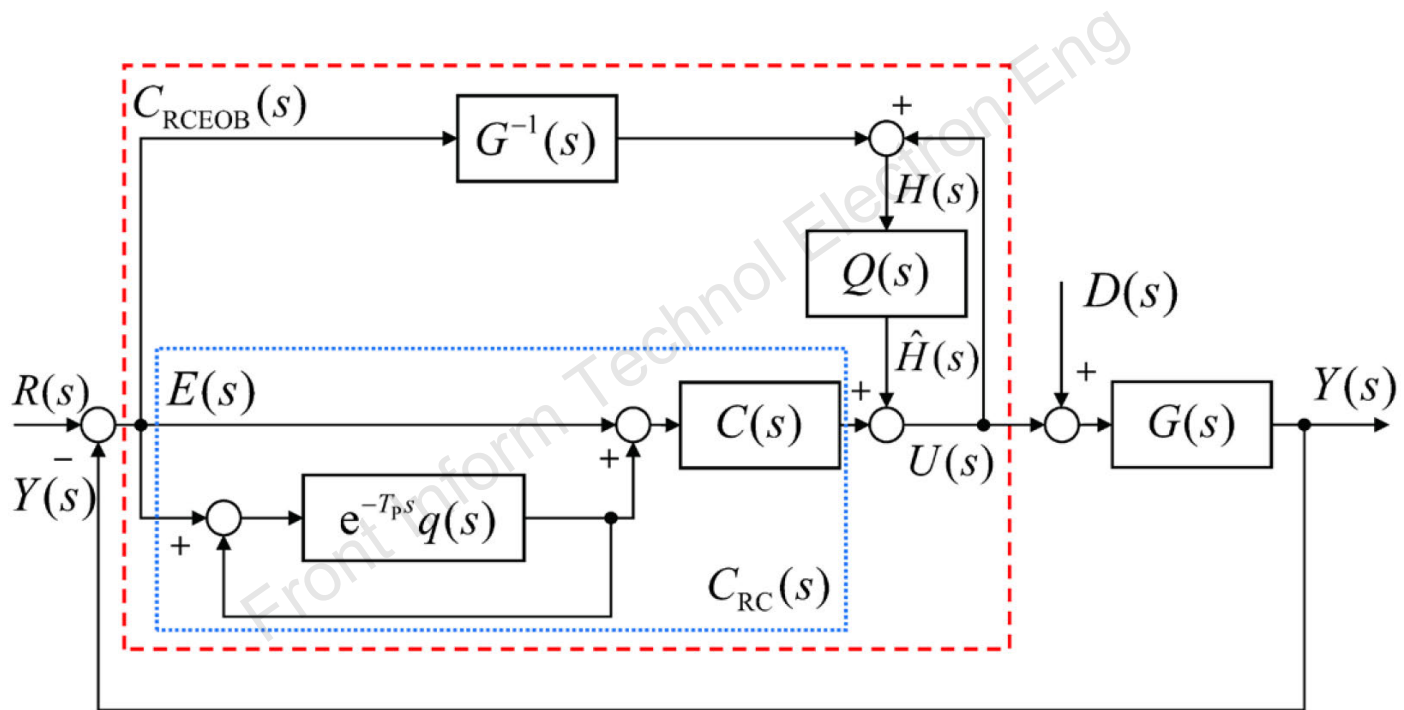 C_RCEOB(s)
G⁻¹(s)
+
H(s)
Q(s)
D(s)
Ĥ(s)
R(s)
E(s)
+
+
Y(s)
C(s)
G(s)
−
+
U(s)
Y(s)
e^{−T_P s}q(s)
+
C_RC(s)
Front Inform Technol Electron Eng